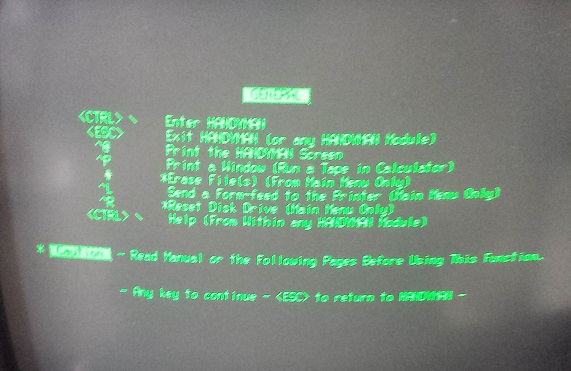 GENERAL
<CTRL> \ Enter HANDYMAN
<ESC> Exit HANDYMAN (or any HANDYMAN Module)
^@ Print the HANDYMAN Screen
^P Print a Window (Run a Tape in Calculator)
# *Erase File(s) (From Main Menu Only)
^L Send a Form-feed to the Printer (Main Menu Only)
^R *Reset Disk Drive (Main Menu Only)
<CTRL> \ Help (From Within any HANDYMAN Module)
* Caution - Read Manual or the Following Pages Before Using This Function.
- Any key to continue - <ESC> to return to HANDYMAN -